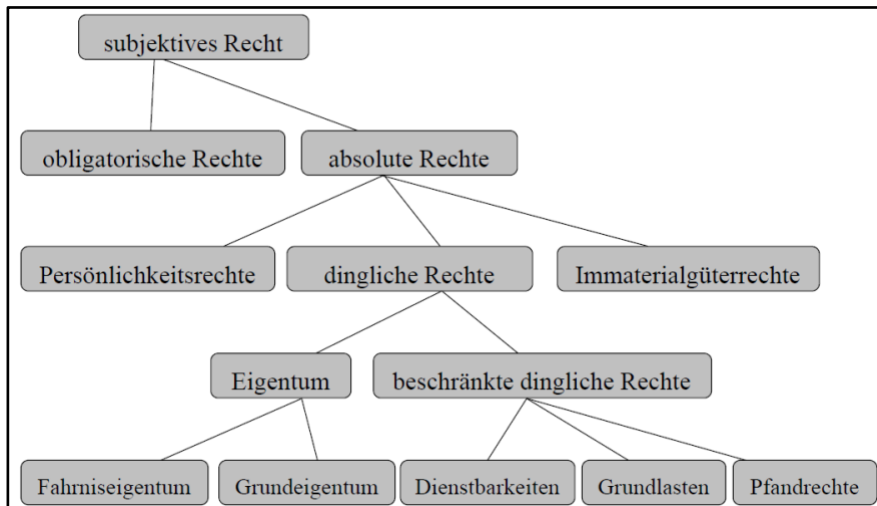 subjektives Recht
obligatorische Rechte
absolute Rechte
Persönlichkeitsrechte
dingliche Rechte
Immaterialgüterrechte
Eigentum
beschränkte dingliche Rechte
Fahrniseigentum
Grundeigentum
Dienstbarkeiten
Grundlasten
Pfandrechte